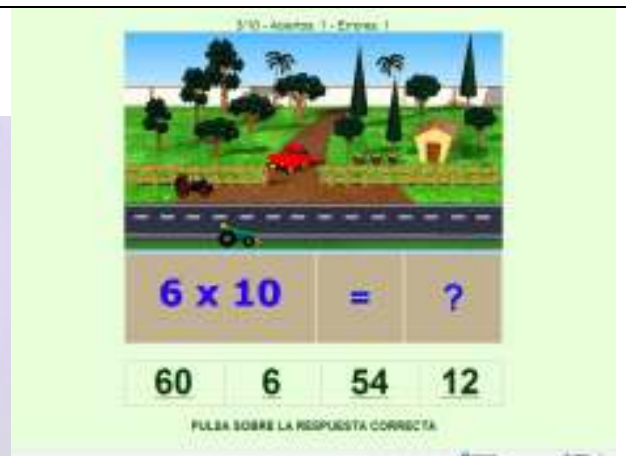 3/10 - Aciertos: 1 - Errores: 1
6 x 10 = ?
60 6 54 12
PULSA SOBRE LA RESPUESTA CORRECTA